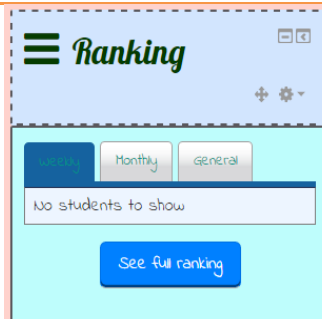 Ranking
Weekly Monthly General
No students to show
See full ranking